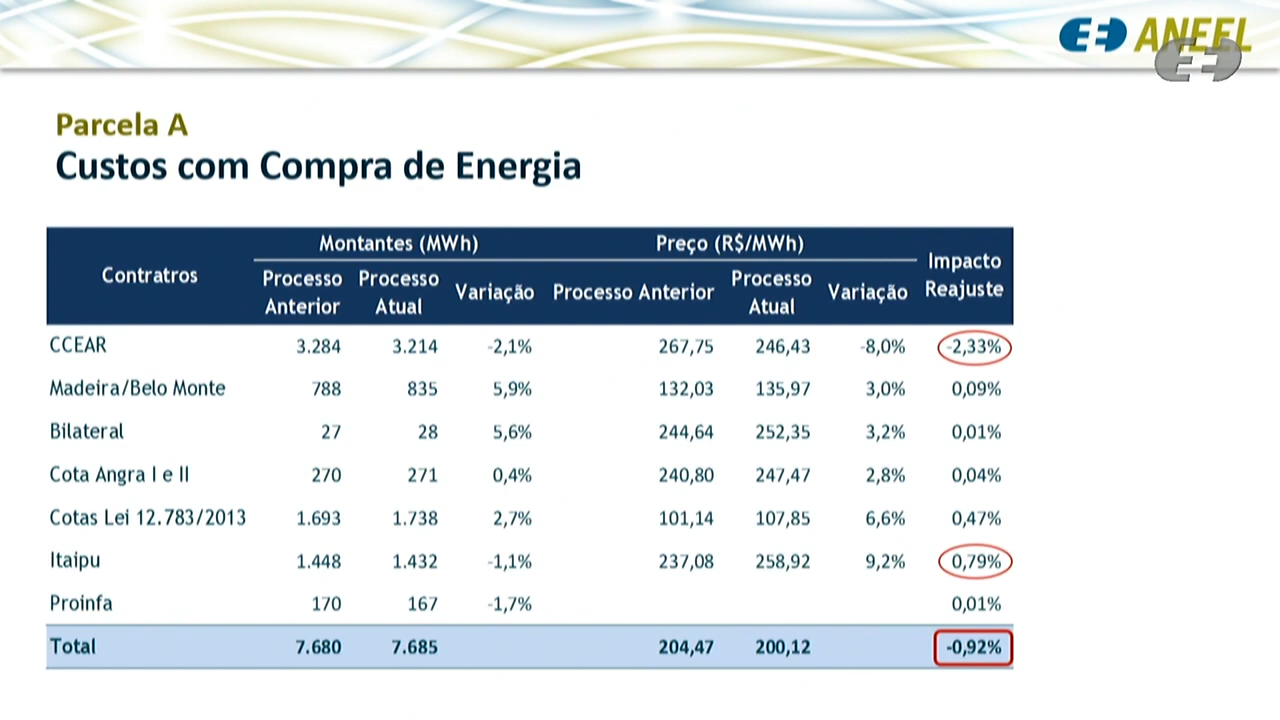 ANEEL
Parcela A
Custos com Compra de Energia
Contratros Montantes (MWh) Preço (R$/MWh) Impacto Reajuste
Processo Anterior Processo Atual Variação Processo Anterior Processo Atual Variação
CCEAR 3.284 3.214 -2,1% 267,75 246,43 -8,0% -2,33%
Madeira/Belo Monte 788 835 5,9% 132,03 135,97 3,0% 0,09%
Bilateral 27 28 5,6% 244,64 252,35 3,2% 0,01%
Cota Angra I e II 270 271 0,4% 240,80 247,47 2,8% 0,04%
Cotas Lei 12.783/2013 1.693 1.738 2,7% 101,14 107,85 6,6% 0,47%
Itaipu 1.448 1.432 -1,1% 237,08 258,92 9,2% 0,79%
Proinfa 170 167 -1,7% 0,01%
Total 7.680 7.685 204,47 200,12 -0,92%